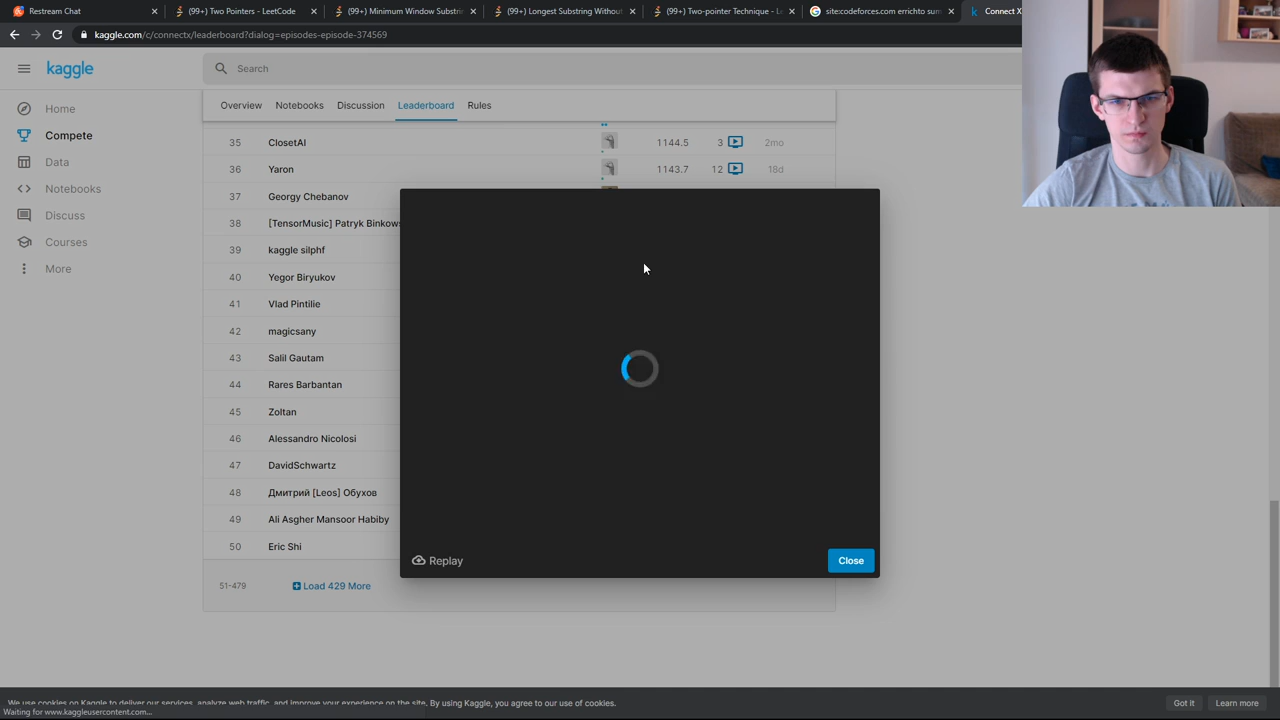 Restream Chat
(99+) Two Pointers - LeetCode
(99+) Minimum Window Substri
(99+) Longest Substring Without
(99+) Two-pointer Technique - Le
site:codeforces.com errichto sum
Connect X
kaggle.com/c/connectx/leaderboard?dialog=episodes-episode-374569
kaggle
Search
Home
Compete
Data
Notebooks
Discuss
Courses
More
Overview Notebooks Discussion Leaderboard Rules
35 ClosetAI 1144.5 3 2mo
36 Yaron 1143.7 12 18d
37 Georgy Chebanov
38 [TensorMusic] Patryk Binkows
39 kaggle silphf
40 Yegor Biryukov
41 Vlad Pintilie
42 magicsany
43 Salil Gautam
44 Rares Barbantan
45 Zoltan
46 Alessandro Nicolosi
47 DavidSchwartz
48 Дмитрий [Leos] Обухов
49 Ali Asgher Mansoor Habiby
50 Eric Shi
51-479 Load 429 More
Replay
Close
We use cookies on Kaggle to deliver our services, analyze web traffic, and improve your experience on the site. By using Kaggle, you agree to our use of cookies.
Got it
Learn more
Waiting for www.kaggleusercontent.com...